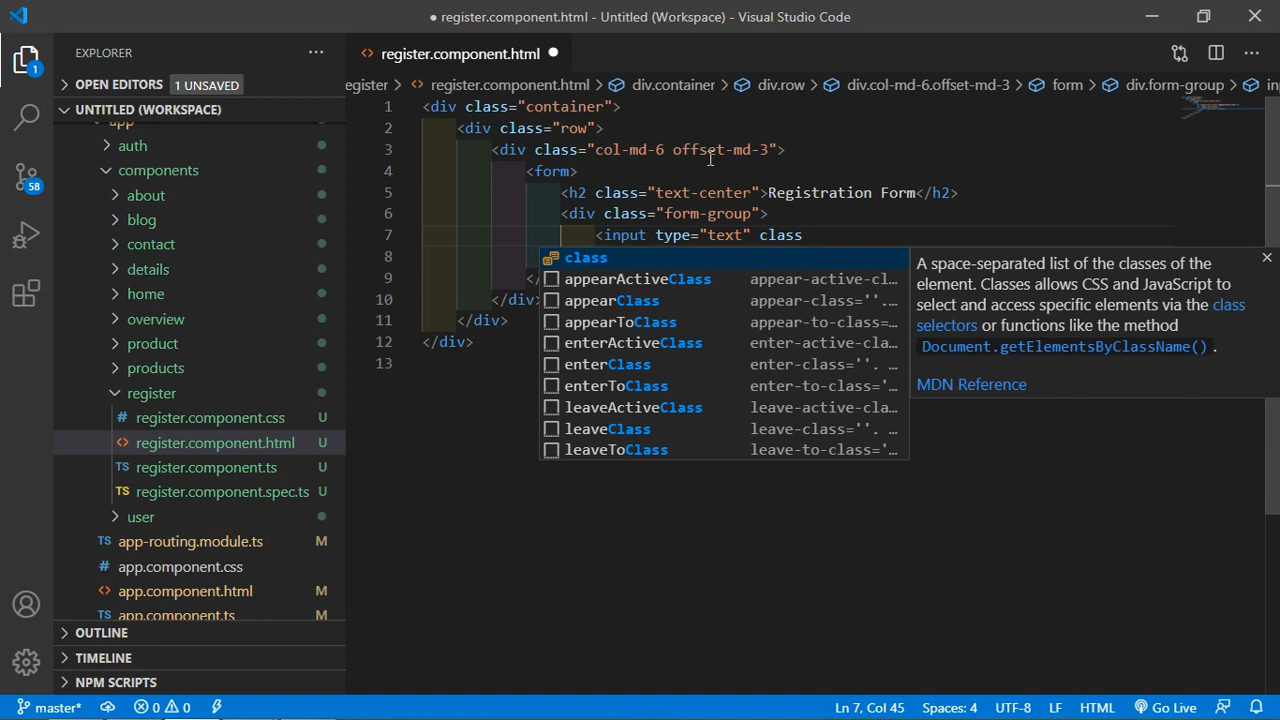 ● register.component.html - Untitled (Workspace) - Visual Studio Code
EXPLORER
register.component.html
OPEN EDITORS 1 UNSAVED
egister > register.component.html > div.container > div.row > div.col-md-6.offset-md-3 > form > div.form-group >
UNTITLED (WORKSPACE)
app
auth
components
about
blog
contact
details
home
overview
product
products
register
register.component.css U
register.component.html U
register.component.ts U
register.component.spec.ts U
user
app-routing.module.ts M
app.component.css
app.component.html M
app.component.ts M
OUTLINE
TIMELINE
NPM SCRIPTS
1
58
1 <div class="container">
2 <div class="row">
3 <div class="col-md-6 offset-md-3">
4 <form>
5 <h2 class="text-center">Registration Form</h2>
6 <div class="form-group">
7 <input type="text" class
8
9 </
10 </div>
11 </div>
12 </div>
13
class
appearActiveClass appear-active-cl…
appearClass appear-class=''.…
appearToClass appear-to-class=…
enterActiveClass enter-active-cla…
enterClass enter-class=''. …
enterToClass enter-to-class='…
leaveActiveClass leave-active-cla…
leaveClass leave-class=''. …
leaveToClass leave-to-class='…
A space-separated list of the classes of the
element. Classes allows CSS and JavaScript to
select and access specific elements via the class
selectors or functions like the method
Document.getElementsByClassName().
MDN Reference
master* 0 0 Ln 7, Col 45 Spaces: 4 UTF-8 LF HTML Go Live